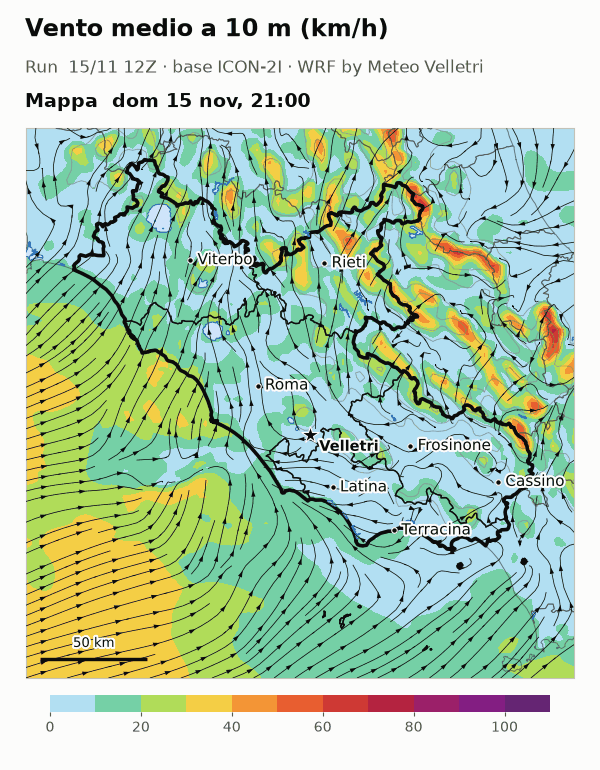 Vento medio a 10 m (km/h)
Run  15/11 12Z · base ICON-2I · WRF by Meteo Velletri
Mappa  dom 15 nov, 21:00
Viterbo
Rieti
Roma
Velletri
Frosinone
Latina
Cassino
Terracina
50 km
0 20 40 60 80 100